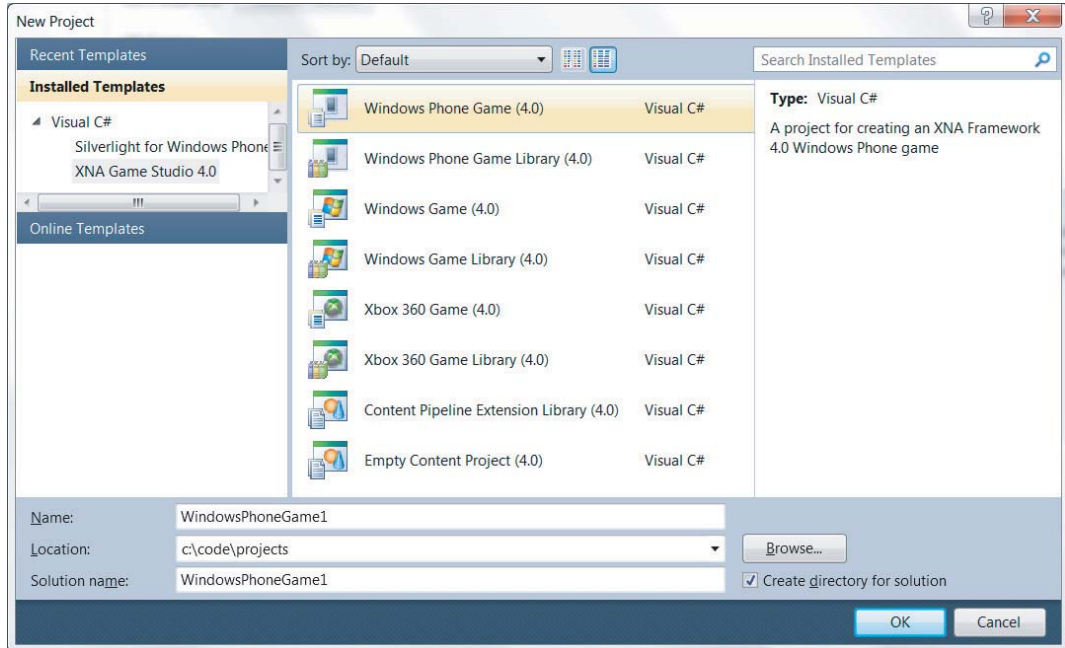 New Project
Recent Templates
Installed Templates
Visual C#
Silverlight for Windows Phone
XNA Game Studio 4.0
Online Templates
Sort by: Default
Windows Phone Game (4.0) Visual C#
Windows Phone Game Library (4.0) Visual C#
Windows Game (4.0) Visual C#
Windows Game Library (4.0) Visual C#
Xbox 360 Game (4.0) Visual C#
Xbox 360 Game Library (4.0) Visual C#
Content Pipeline Extension Library (4.0) Visual C#
Empty Content Project (4.0) Visual C#
Search Installed Templates
Type: Visual C#
A project for creating an XNA Framework
4.0 Windows Phone game
Name: WindowsPhoneGame1
Location: c:\code\projects
Browse...
Solution name: WindowsPhoneGame1
Create directory for solution
OK Cancel